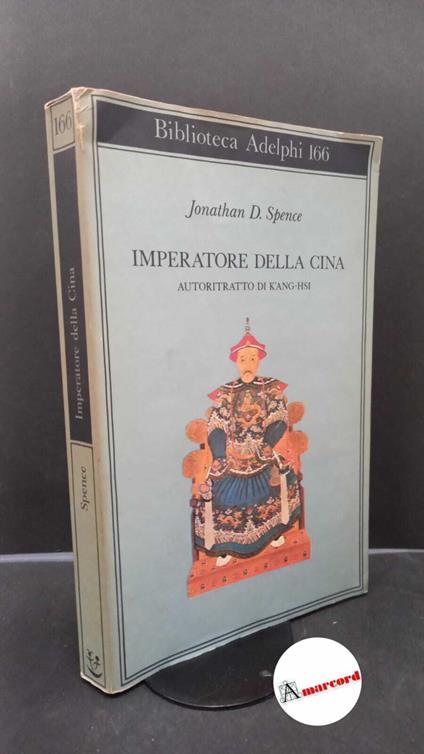 Biblioteca Adelphi 166
Jonathan D. Spence
IMPERATORE DELLA CINA
AUTORITRATTO DI K'ANG-HSI
166
Imperatore della Cina
Spence
Amarcord